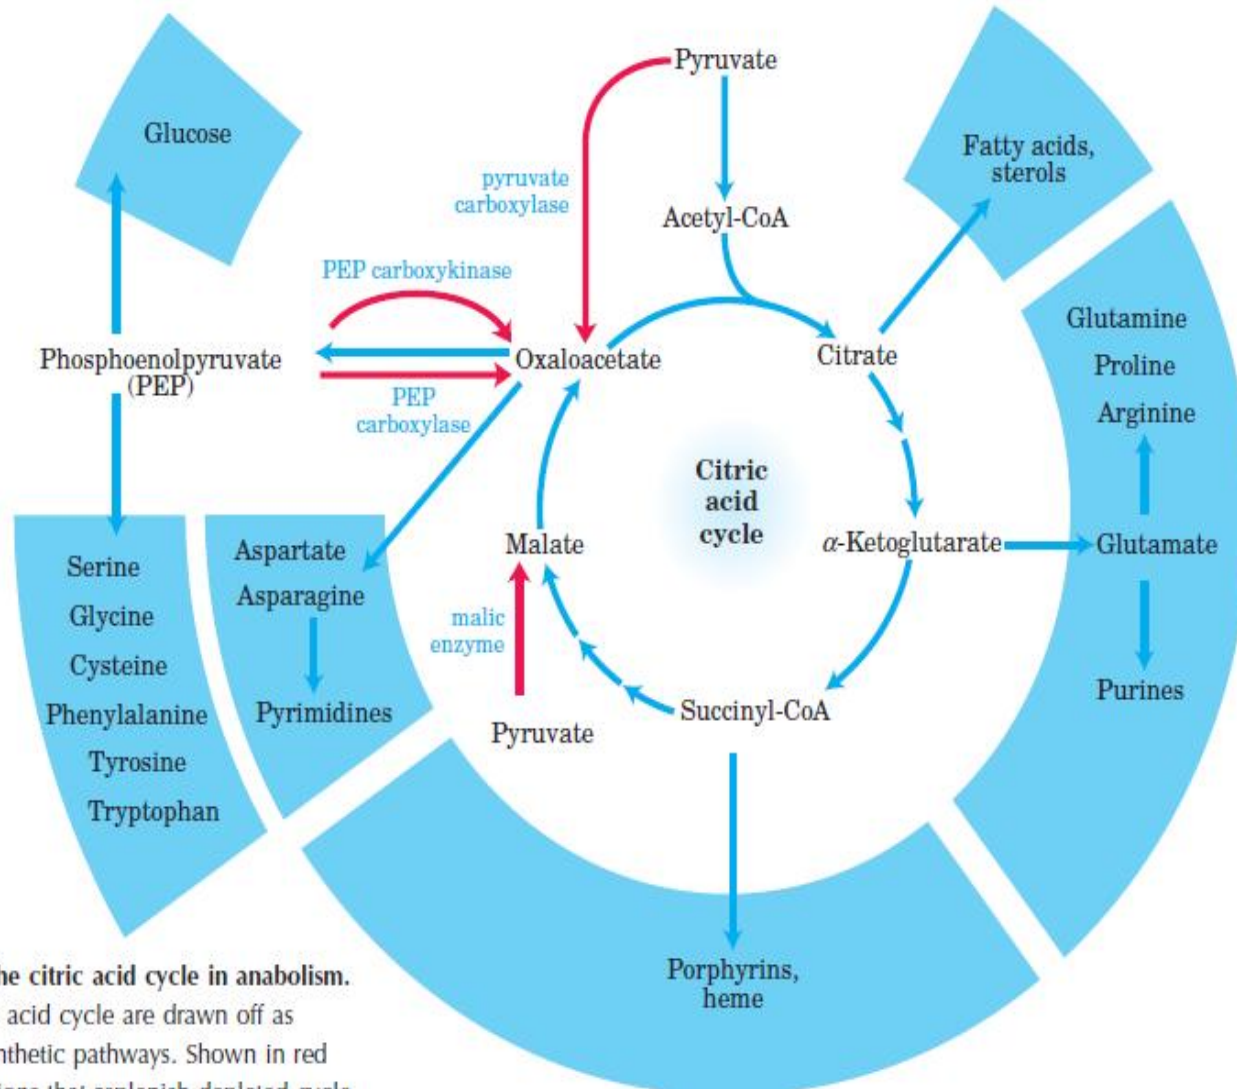 Pyruvate
Glucose
Fatty acids,
sterols
pyruvate
carboxylase
Acetyl-CoA
PEP carboxykinase
Glutamine
Phosphoenolpyruvate
(PEP)
Oxaloacetate
Citrate
Proline
PEP
carboxylase
Arginine
Citric
acid
cycle
Aspartate
Malate
α-Ketoglutarate
Glutamate
Serine
Asparagine
Glycine
malic
enzyme
Cysteine
Purines
Phenylalanine
Pyrimidines
Succinyl-CoA
Pyruvate
Tyrosine
Tryptophan
Porphyrins,
heme
he citric acid cycle in anabolism.
acid cycle are drawn off as
nthetic pathways. Shown in red